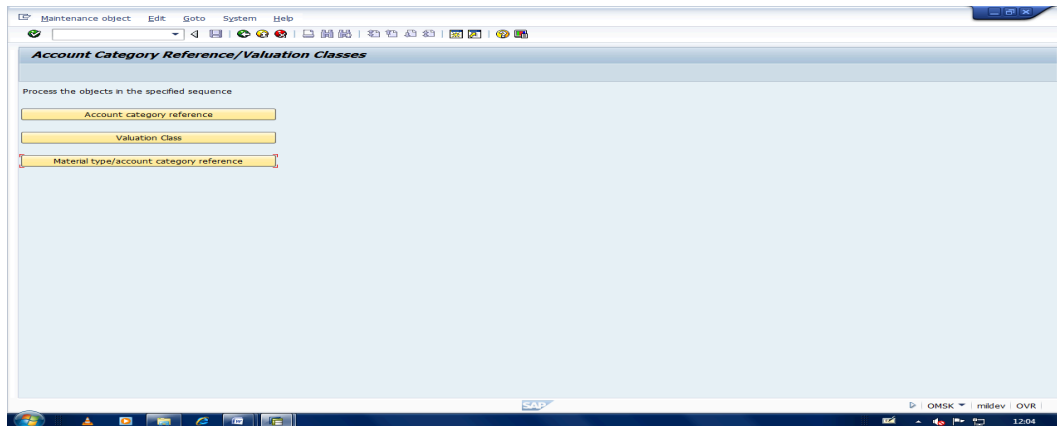 Maintenance object Edit Goto System Help
Account Category Reference/Valuation Classes
Process the objects in the specified sequence
Account category reference
Valuation Class
Material type/account category reference
SAP
OMSK mildev OVR
12:04